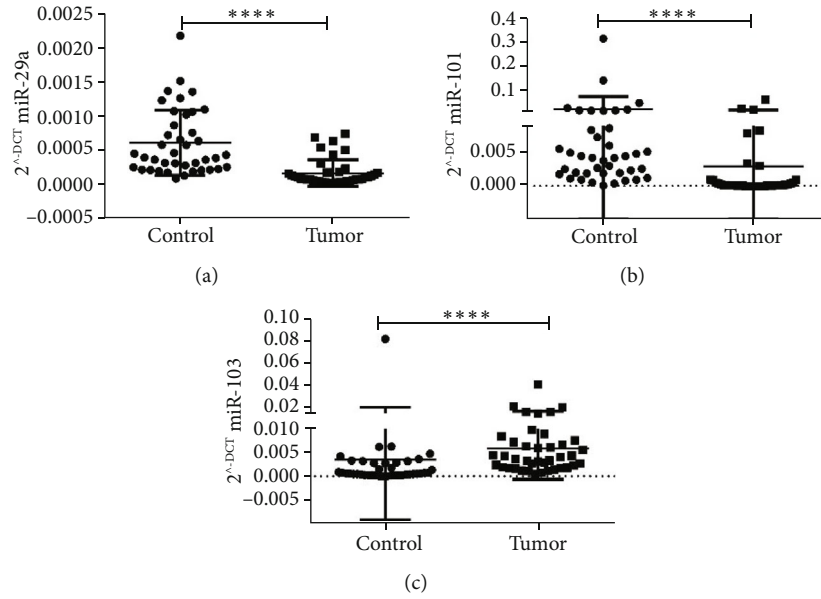 2^-DCT miR-29a
0.0025
0.0020
0.0015
0.0010
0.0005
0.0000
−0.0005
****
Control
Tumor
(a)
2^-DCT miR-101
0.4
0.3
0.2
0.1
0.005
0.000
****
Control
Tumor
(b)
2^-DCT miR-103
0.10
0.08
0.06
0.04
0.02
0.010
0.005
0.000
−0.005
****
Control
Tumor
(c)